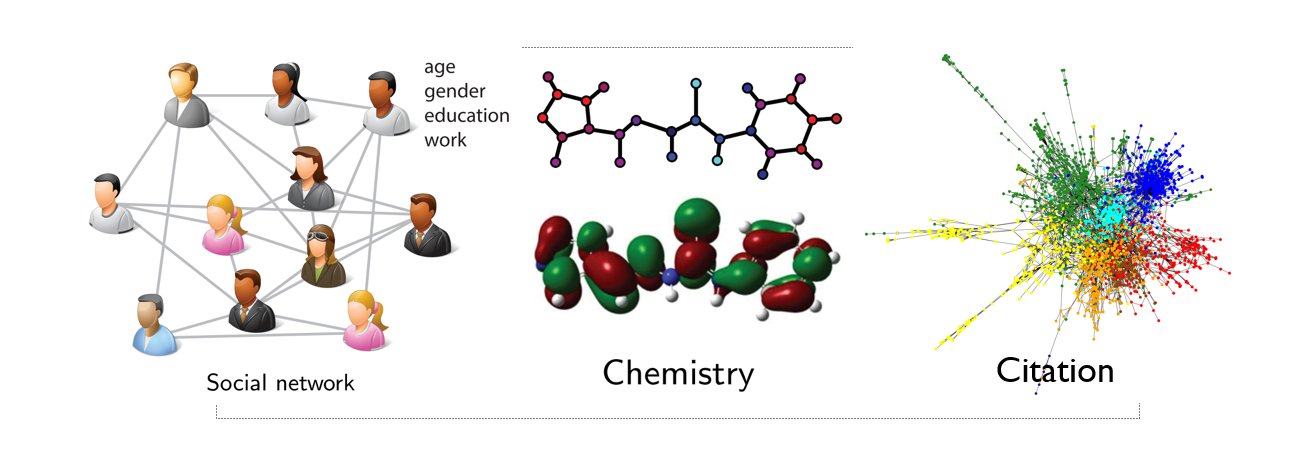 age
gender
education
work
Social network
Chemistry
Citation